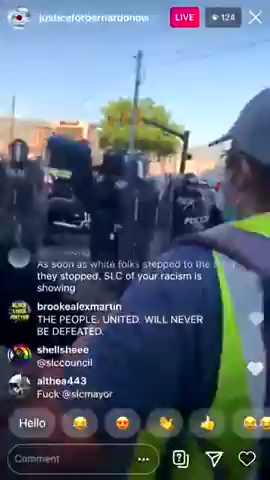 justiceforbernardonow
LIVE
124
POLICE
As soon as white folks stepped to the
they stopped, SLC of your racism is
showing
brookealexmartin
THE PEOPLE. UNITED. WILL NEVER
BE DEFEATED.
shellsheee
@slccouncil
althea443
Fuck @slcmayor
Hello
Comment